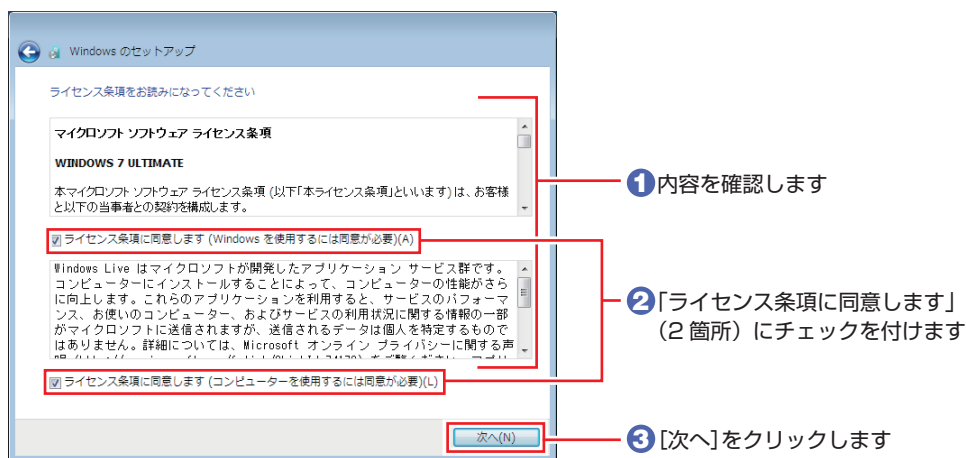 Windows のセットアップ
ライセンス条項をお読みになってください
マイクロソフト ソフトウェア ライセンス条項
WINDOWS 7 ULTIMATE
本マイクロソフト ソフトウェア ライセンス条項 (以下「本ライセンス条項」といいます) は、お客様
と以下の当事者との契約を構成します。
❶内容を確認します
ライセンス条項に同意します (Windows を使用するには同意が必要)(A)
Windows Live はマイクロソフトが開発したアプリケーション サービス群です。
コンピューターにインストールすることによって、コンピューターの性能がさら
に向上します。これらのアプリケーションを利用すると、サービスのパフォーマ
ンス、お使いのコンピューター、およびサービスの利用状況に関する情報の一部
がマイクロソフトに送信されますが、送信されるデータは個人を特定するもので
はありません。詳細については、Microsoft オンライン プライバシーに関する声
❷「ライセンス条項に同意します」
（2 箇所）にチェックを付けます
ライセンス条項に同意します (コンピューターを使用するには同意が必要)(L)
次へ(N)
❸[次へ]をクリックします